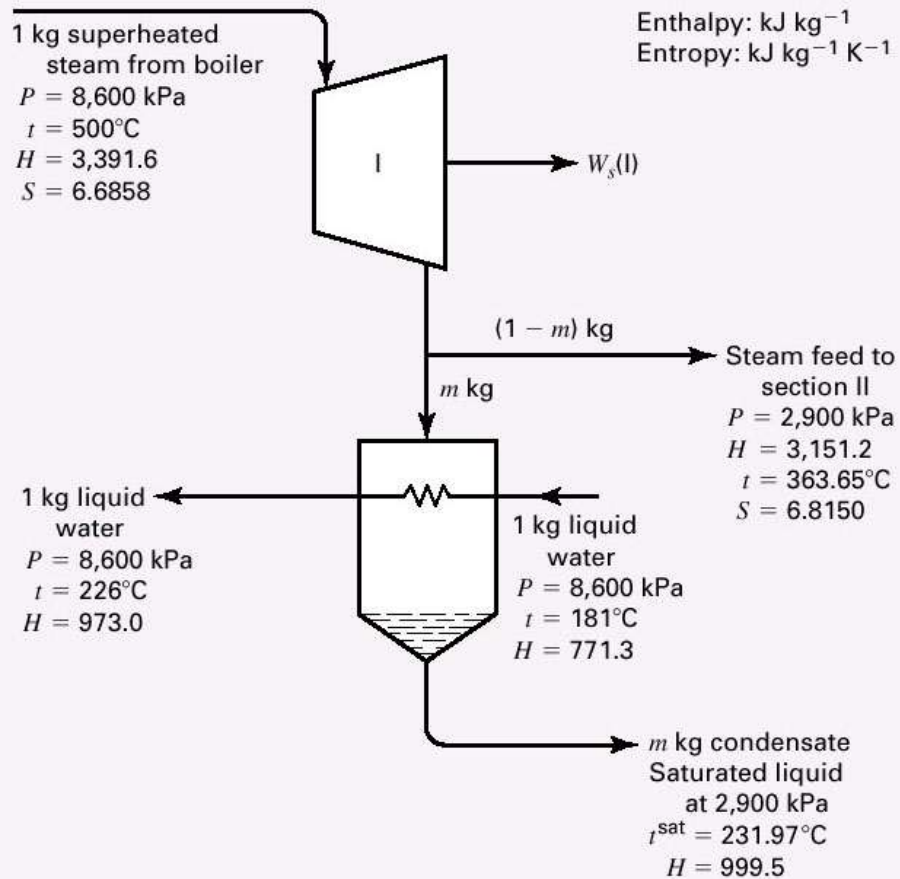 1 kg superheated
steam from boiler
P = 8,600 kPa
t = 500°C
H = 3,391.6
S = 6.6858
Enthalpy: kJ kg⁻¹
Entropy: kJ kg⁻¹ K⁻¹
I
Wₛ(I)
(1 − m) kg
Steam feed to
section II
P = 2,900 kPa
H = 3,151.2
t = 363.65°C
S = 6.8150
m kg
1 kg liquid
water
P = 8,600 kPa
t = 226°C
H = 973.0
1 kg liquid
water
P = 8,600 kPa
t = 181°C
H = 771.3
m kg condensate
Saturated liquid
at 2,900 kPa
t^sat = 231.97°C
H = 999.5